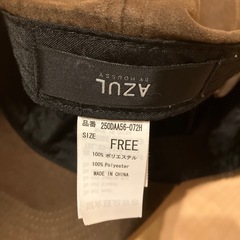 AZUL
BY MOUSSY
品番 250DAA56-072H
SIZE FREE
100% ポリエステル
100% Polyester
MADE IN CHINA